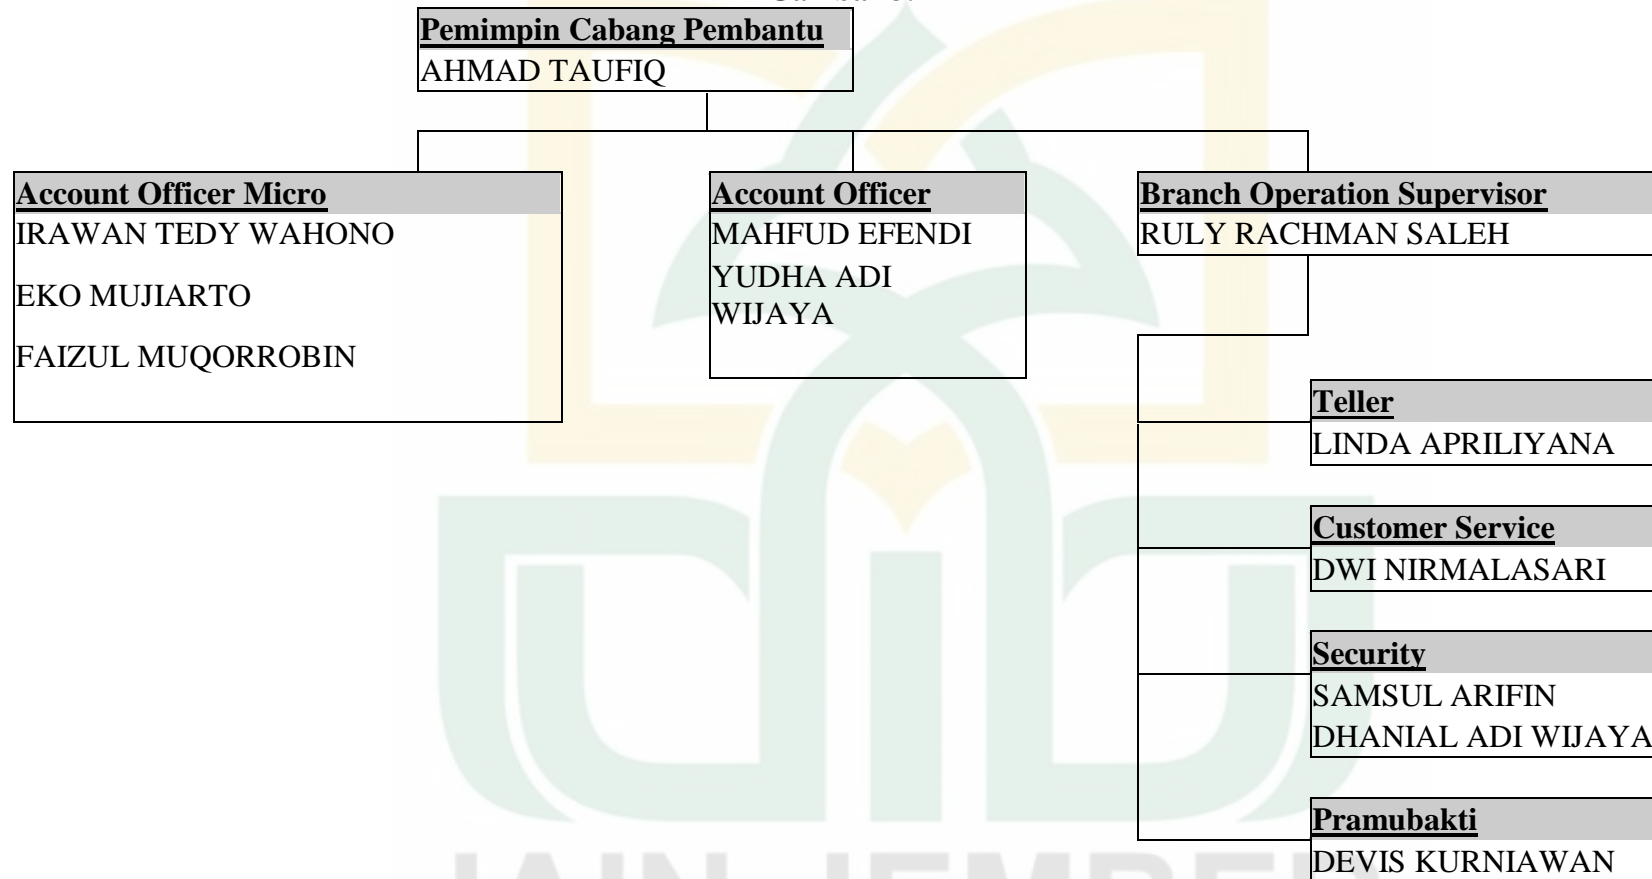 Pemimpin Cabang Pembantu
AHMAD TAUFIQ
Account Officer Micro
IRAWAN TEDY WAHONO
EKO MUJIARTO
FAIZUL MUQORROBIN
Account Officer
MAHFUD EFENDI
YUDHA ADI
WIJAYA
Branch Operation Supervisor
RULY RACHMAN SALEH
Teller
LINDA APRILIYANA
Customer Service
DWI NIRMALASARI
Security
SAMSUL ARIFIN
DHANIAL ADI WIJAYA
Pramubakti
DEVIS KURNIAWAN
IAIN JEMBER